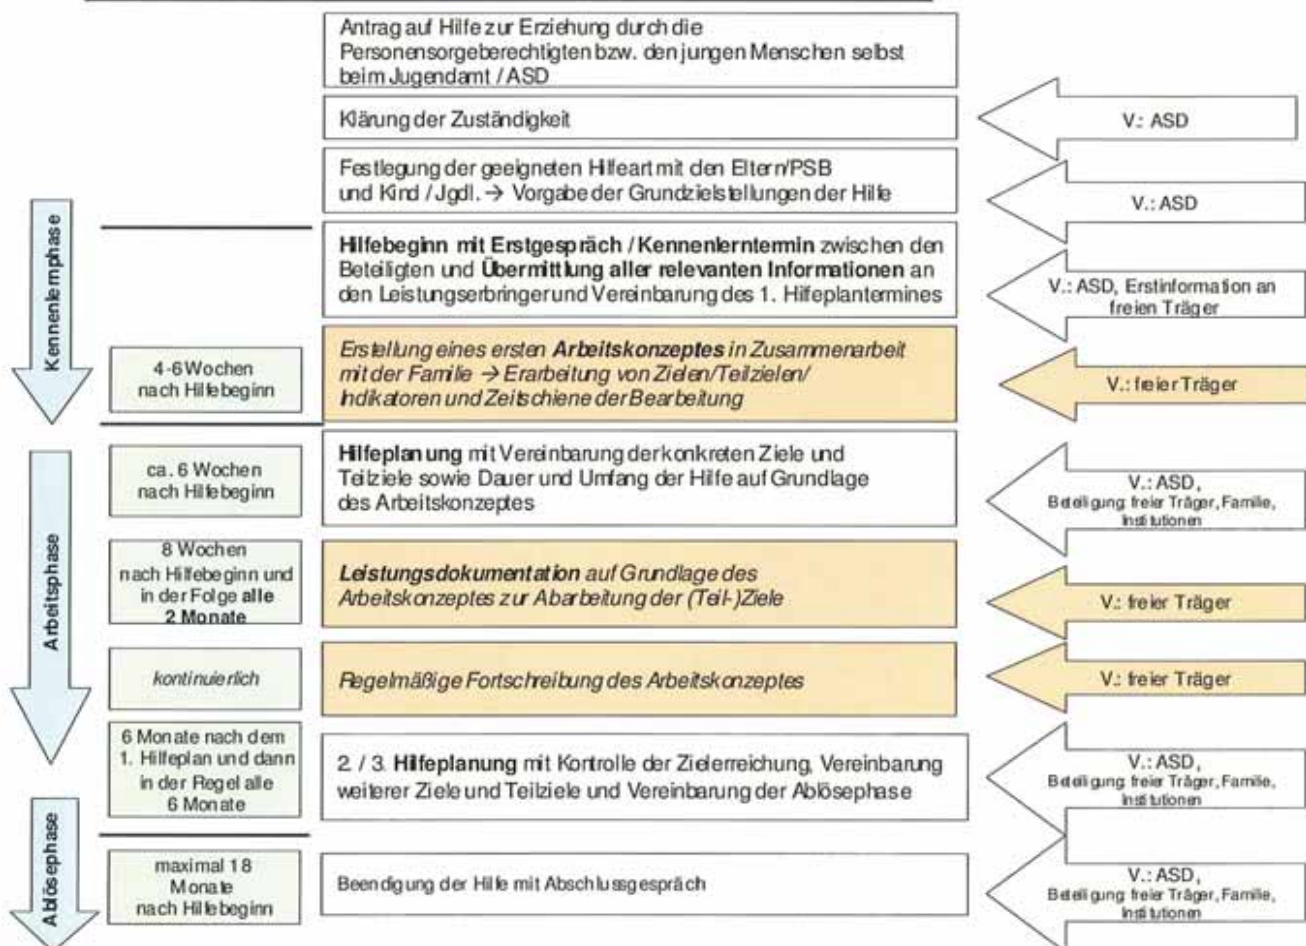 Antrag auf Hilfe zur Erziehung durch die
Personensorgeberechtigten bzw. den jungen Menschen selbst
beim Jugendamt / ASD
Klärung der Zuständigkeit
V.: ASD
Festlegung der geeigneten Hilfeart mit den Eltern/PSB
und Kind / Jgdl. → Vorgabe der Grundzielstellungen der Hilfe
V.: ASD
Kennenlernphase
Hilfebeginn mit Erstgespräch / Kennenlerntermin zwischen den
Beteiligten und Übermittlung aller relevanten Informationen an
den Leistungserbringer und Vereinbarung des 1. Hilfeplantermines
V.: ASD, Erstinformation an
freien Träger
4-6 Wochen
nach Hilfebeginn
Erstellung eines ersten Arbeitskonzeptes in Zusammenarbeit
mit der Familie → Erarbeitung von Zielen/Teilzielen/
Indikatoren und Zeitschiene der Bearbeitung
V.: freier Träger
Arbeitsphase
ca. 6 Wochen
nach Hilfebeginn
Hilfeplanung mit Vereinbarung der konkreten Ziele und
Teilziele sowie Dauer und Umfang der Hilfe auf Grundlage
des Arbeitskonzeptes
V.: ASD,
Beteiligung: freier Träger, Familie,
Institutionen
8 Wochen
nach Hilfebeginn und
in der Folge alle
2 Monate
Leistungsdokumentation auf Grundlage des
Arbeitskonzeptes zur Abarbeitung der (Teil-)Ziele
V.: freier Träger
kontinuierlich
Regelmäßige Fortschreibung des Arbeitskonzeptes
V.: freier Träger
6 Monate nach dem
1. Hilfeplan und dann
in der Regel alle
6 Monate
2. / 3. Hilfeplanung mit Kontrolle der Zielerreichung, Vereinbarung
weiterer Ziele und Teilziele und Vereinbarung der Ablösephase
V.: ASD,
Beteiligung: freier Träger, Familie,
Institutionen
Ablösephase
maximal 18
Monate
nach Hilfebeginn
Beendigung der Hilfe mit Abschlussgespräch
V.: ASD,
Beteiligung: freier Träger, Familie,
Institutionen